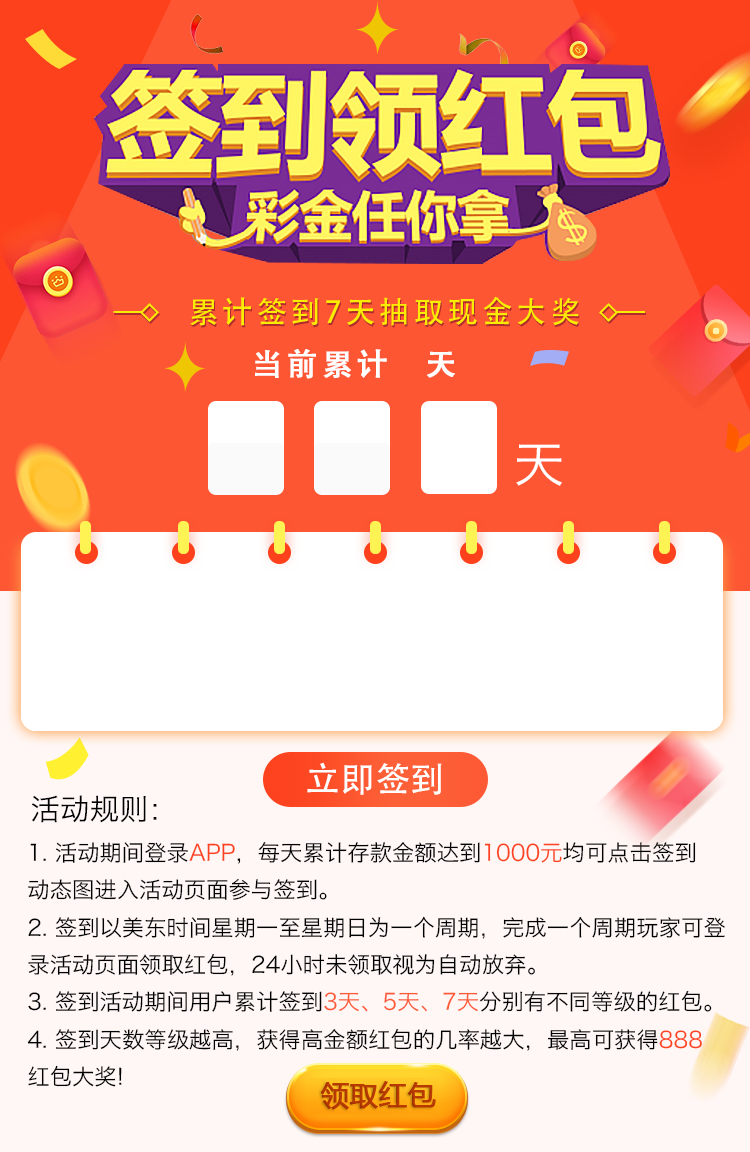 签到领红包
彩金任你拿
累计签到7天抽取现金大奖
当前累计 天
天
立即签到
活动规则：
1. 活动期间登录APP，每天累计存款金额达到1000元均可点击签到
动态图进入活动页面参与签到。
2. 签到以美东时间星期一至星期日为一个周期，完成一个周期玩家可登
录活动页面领取红包，24小时未领取视为自动放弃。
3. 签到活动期间用户累计签到3天、5天、7天分别有不同等级的红包。
4. 签到天数等级越高，获得高金额红包的几率越大，最高可获得888
红包大奖!
领取红包